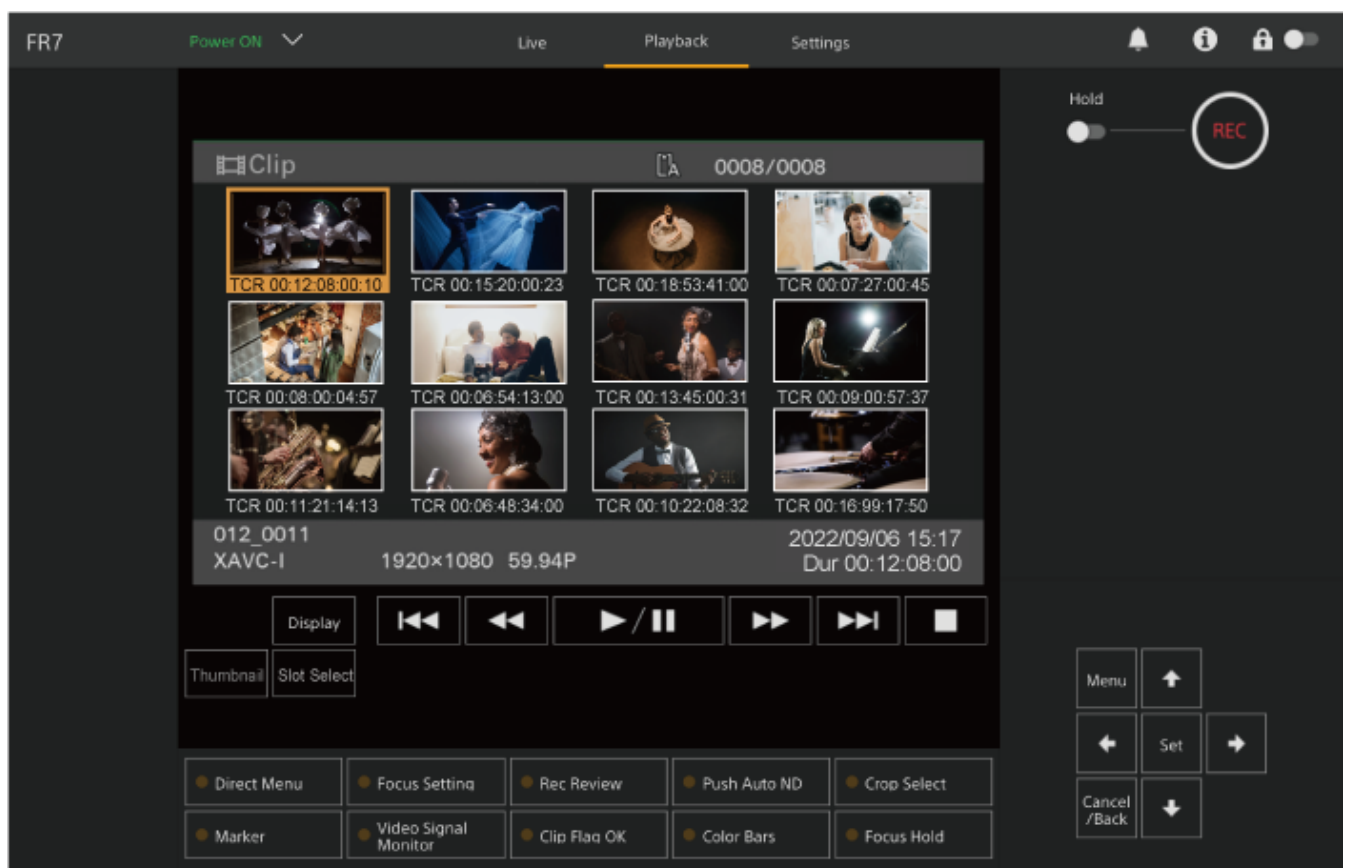 FR7 Power ON Live Playback Settings
Hold
REC
Clip A 0008/0008
TCR 00:12:08:00:10 TCR 00:15:20:00:23 TCR 00:18:53:41:00 TCR 00:07:27:00:45
TCR 00:08:00:04:57 TCR 00:06:54:13:00 TCR 00:13:45:00:31 TCR 00:09:00:57:37
TCR 00:11:21:14:13 TCR 00:06:48:34:00 TCR 00:10:22:08:32 TCR 00:16:99:17:50
012_0011 2022/09/06 15:17
XAVC-I 1920×1080 59.94P Dur 00:12:08:00
Display
Thumbnail Slot Select
Menu
Set
Cancel
/Back
Direct Menu Focus Setting Rec Review Push Auto ND Crop Select
Marker Video Signal
Monitor Clip Flag OK Color Bars Focus Hold